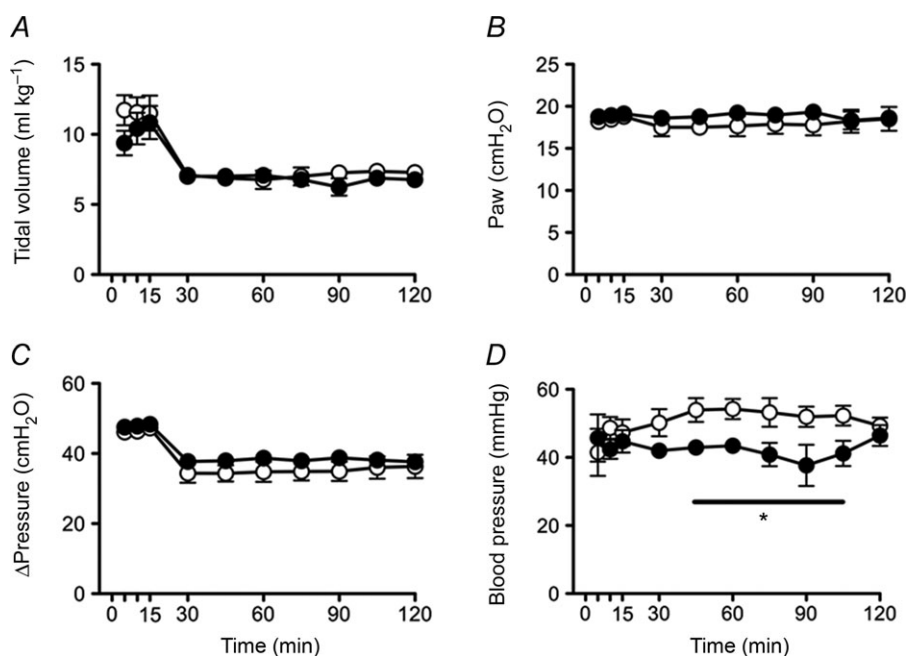 A
Tidal volume (ml kg⁻¹)
15
10
5
0
0 15 30 60 90 120
B
Paw (cmH₂O)
25
20
15
10
5
0
0 15 30 60 90 120
C
ΔPressure (cmH₂O)
60
40
20
0
0 15 30 60 90 120
Time (min)
D
Blood pressure (mmHg)
60
40
20
0
*
0 15 30 60 90 120
Time (min)